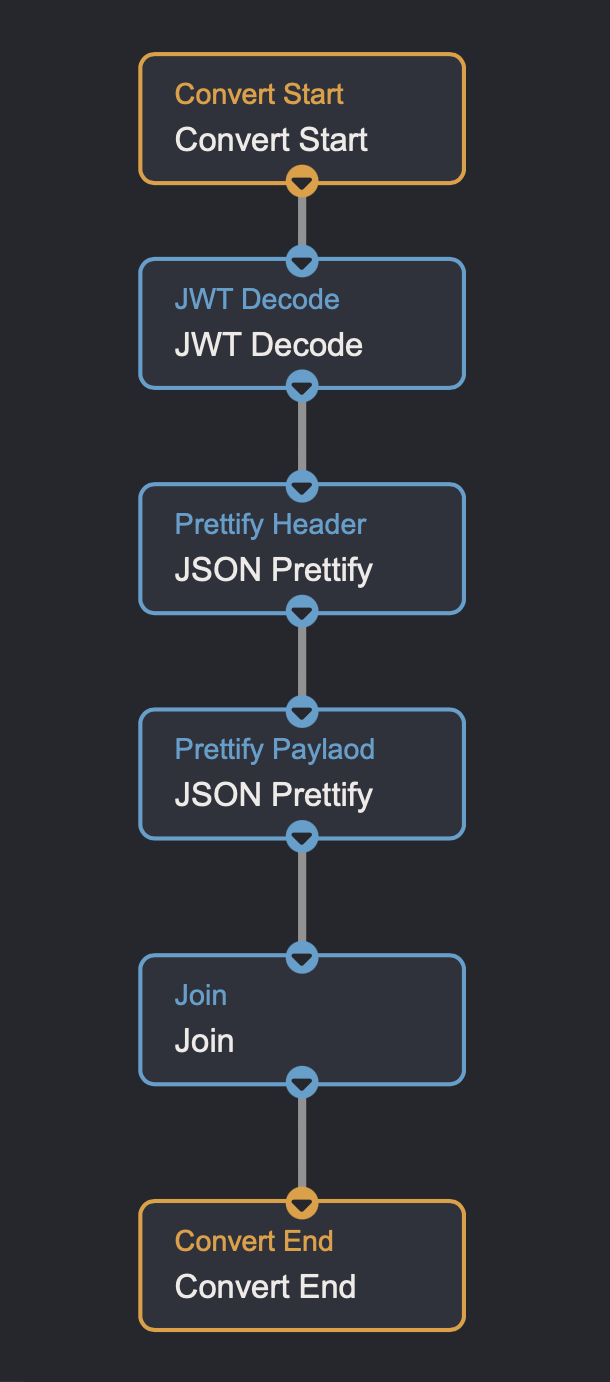 Convert Start
Convert Start
JWT Decode
JWT Decode
Prettify Header
JSON Prettify
Prettify Paylaod
JSON Prettify
Join
Join
Convert End
Convert End